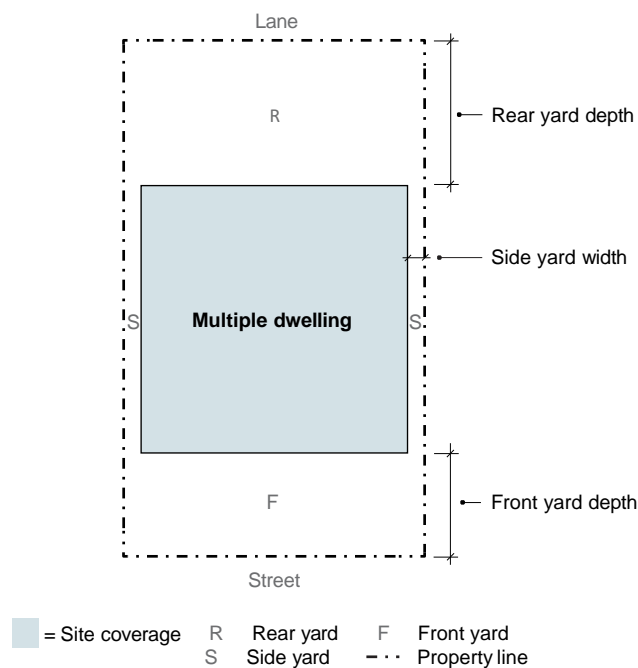 Lane
R
Rear yard depth
Side yard width
S Multiple dwelling S
F
Front yard depth
Street
= Site coverage R Rear yard F Front yard
S Side yard Property line